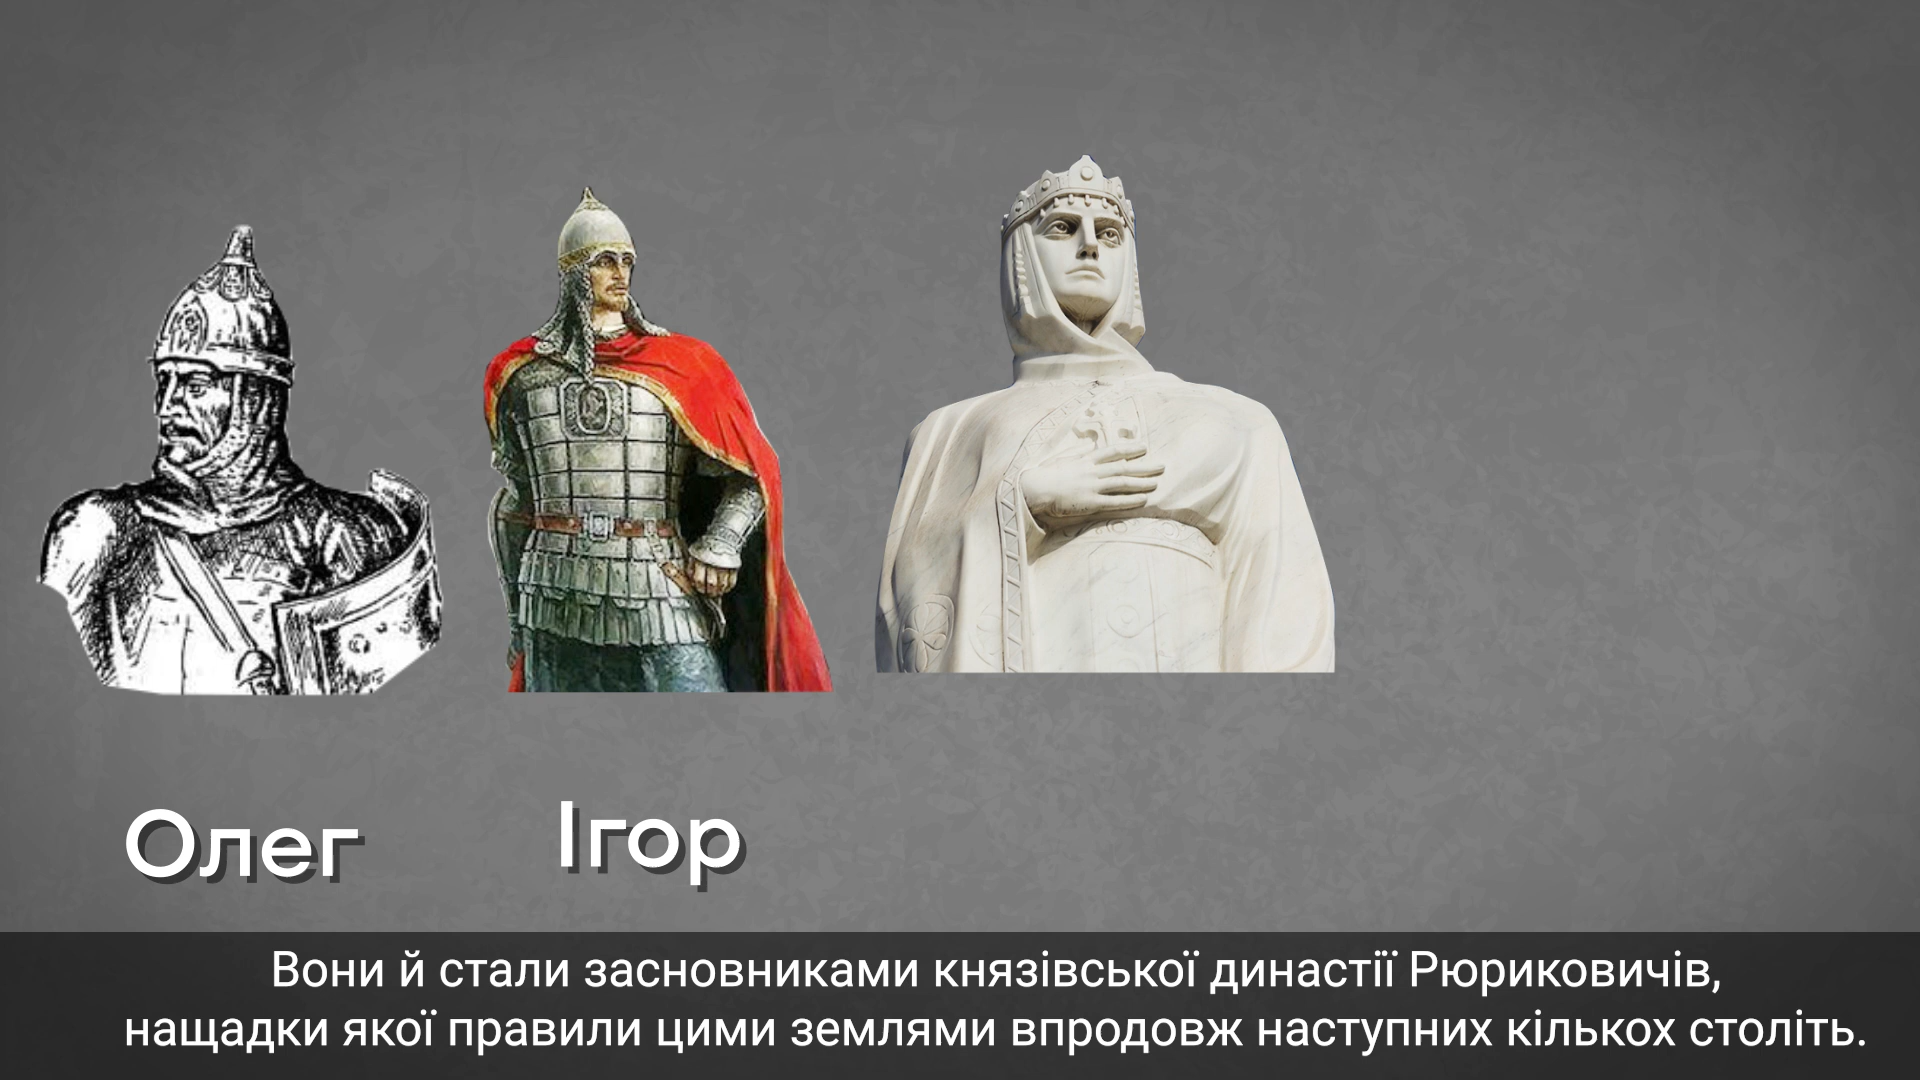 Олег
Ігор
Вони й стали засновниками князівської династії Рюриковичів,
нащадки якої правили цими землями впродовж наступних кількох століть.